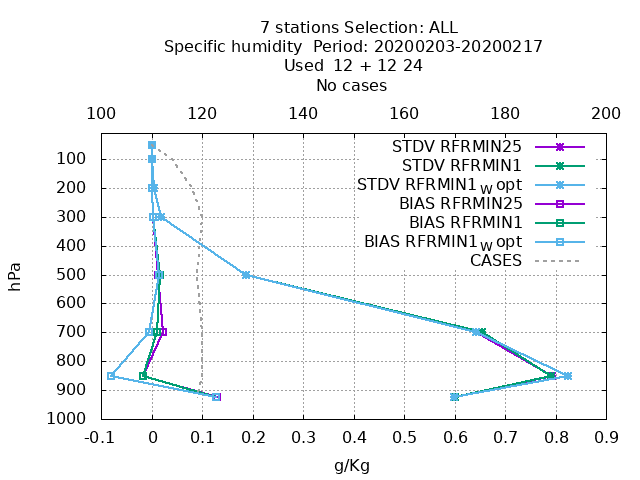 7 stations Selection: ALL
Specific humidity  Period: 20200203-20200217
Used  12 + 12 24
No cases
100 120 140 160 180 200
STDV RFRMIN25
STDV RFRMIN1
STDV RFRMIN1w opt
BIAS RFRMIN25
BIAS RFRMIN1
BIAS RFRMIN1w opt
CASES
hPa
100
200
300
400
500
600
700
800
900
1000
-0.1 0 0.1 0.2 0.3 0.4 0.5 0.6 0.7 0.8 0.9
g/Kg